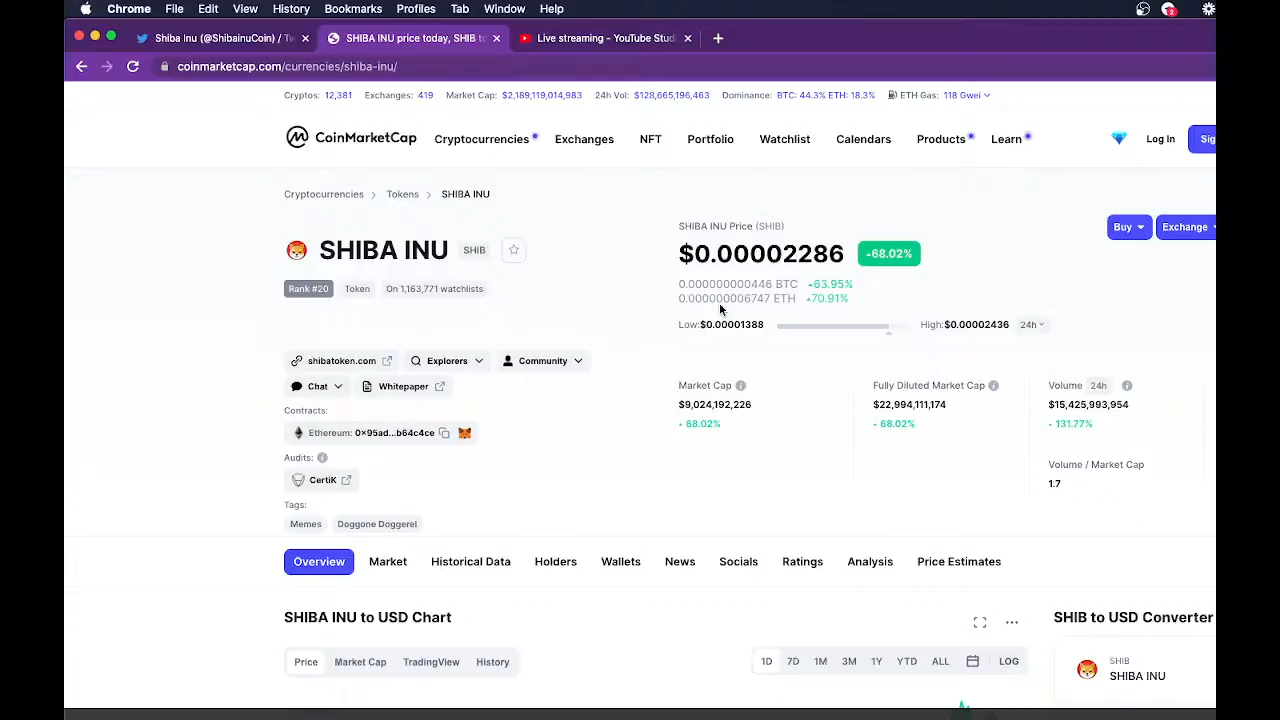 Chrome File Edit View History Bookmarks Profiles Tab Window Help
2
Shiba Inu (@ShibainuCoin) / Tw
SHIBA INU price today, SHIB to
Live streaming - YouTube Stud
coinmarketcap.com/currencies/shiba-inu/
Cryptos: 12,381 Exchanges: 419 Market Cap: $2,189,119,014,983 24h Vol: $128,665,196,463 Dominance: BTC: 44.3% ETH: 18.3% ETH Gas: 118 Gwei
CoinMarketCap Cryptocurrencies Exchanges NFT Portfolio Watchlist Calendars Products Learn Log In Sig
Cryptocurrencies > Tokens > SHIBA INU
SHIBA INU SHIB
Rank #20 Token On 1,163,771 watchlists
SHIBA INU Price (SHIB)
$0.00002286 68.02%
0.000000000446 BTC 63.95%
0.000000006747 ETH 70.91%
Low:$0.00001388 High:$0.00002436 24h
Buy Exchange
shibatoken.com Explorers Community
Chat Whitepaper
Contracts:
Ethereum: 0x95ad...b64c4ce
Audits:
CertiK
Tags:
Memes Doggone Doggerel
Market Cap
$9,024,192,226
68.02%
Fully Diluted Market Cap
$22,994,111,174
68.02%
Volume 24h
$15,425,993,954
131.77%
Volume / Market Cap
1.7
Overview Market Historical Data Holders Wallets News Socials Ratings Analysis Price Estimates
SHIBA INU to USD Chart
Price Market Cap TradingView History
1D 7D 1M 3M 1Y YTD ALL LOG
SHIB to USD Converter
SHIB
SHIBA INU